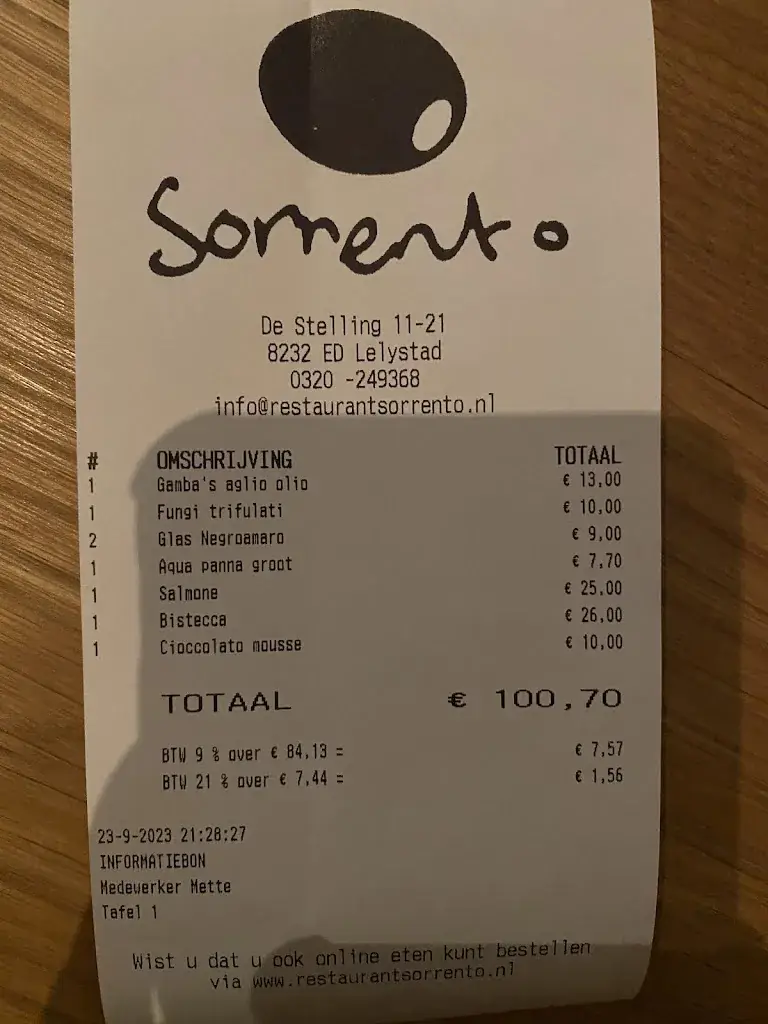 Sorrento
De Stelling 11-21
8232 ED Lelystad
0320 -249368
info@restaurantsorrento.nl
# OMSCHRIJVING TOTAAL
1 Gamba's aglio olio € 13,00
1 Fungi trifulati € 10,00
2 Glas Negroamaro € 9,00
1 Aqua panna groot € 7,70
1 Salmone € 25,00
1 Bistecca € 26,00
1 Cioccolato mousse € 10,00
TOTAAL € 100,70
BTW 9 % over € 84,13 = € 7,57
BTW 21 % over € 7,44 = € 1,56
23-9-2023 21:28:27
INFORMATIEBON
Medewerker Mette
Tafel 1
Wist u dat u ook online eten kunt bestellen
via www.restaurantsorrento.nl